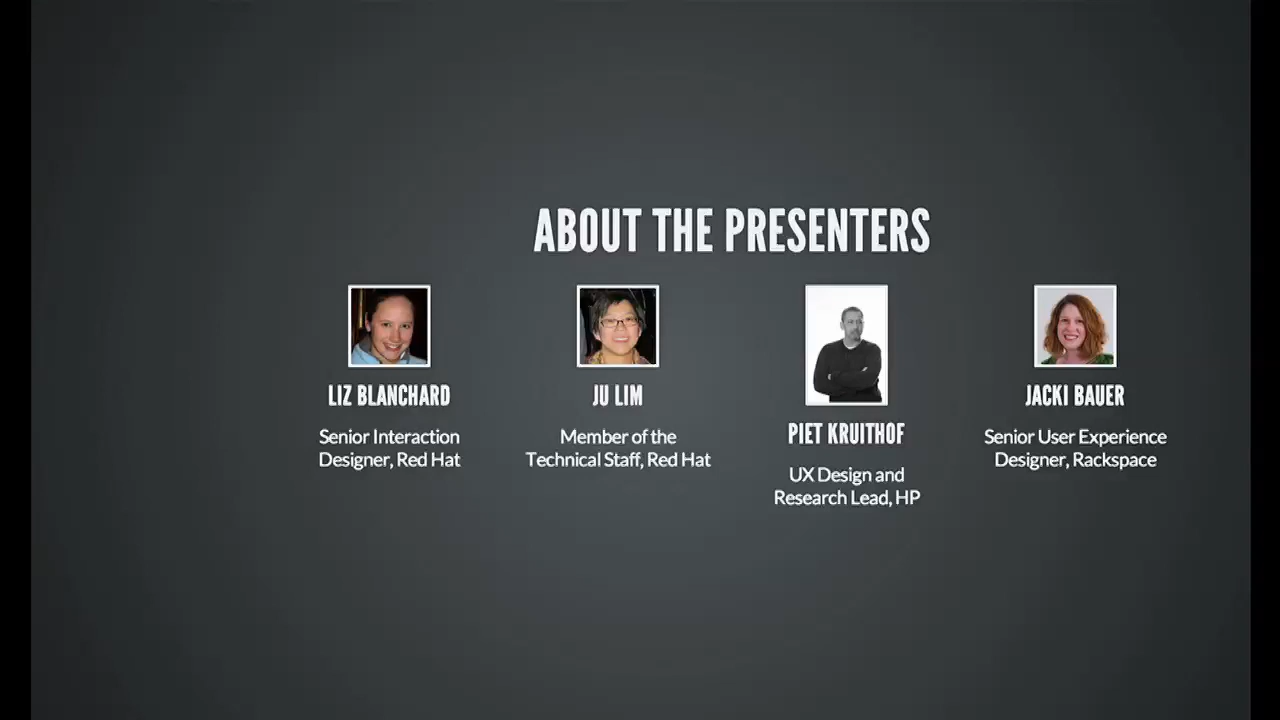 ABOUT THE PRESENTERS
LIZ BLANCHARD
Senior Interaction
Designer, Red Hat
JU LIM
Member of the
Technical Staff, Red Hat
PIET KRUITHOF
UX Design and
Research Lead, HP
JACKI BAUER
Senior User Experience
Designer, Rackspace